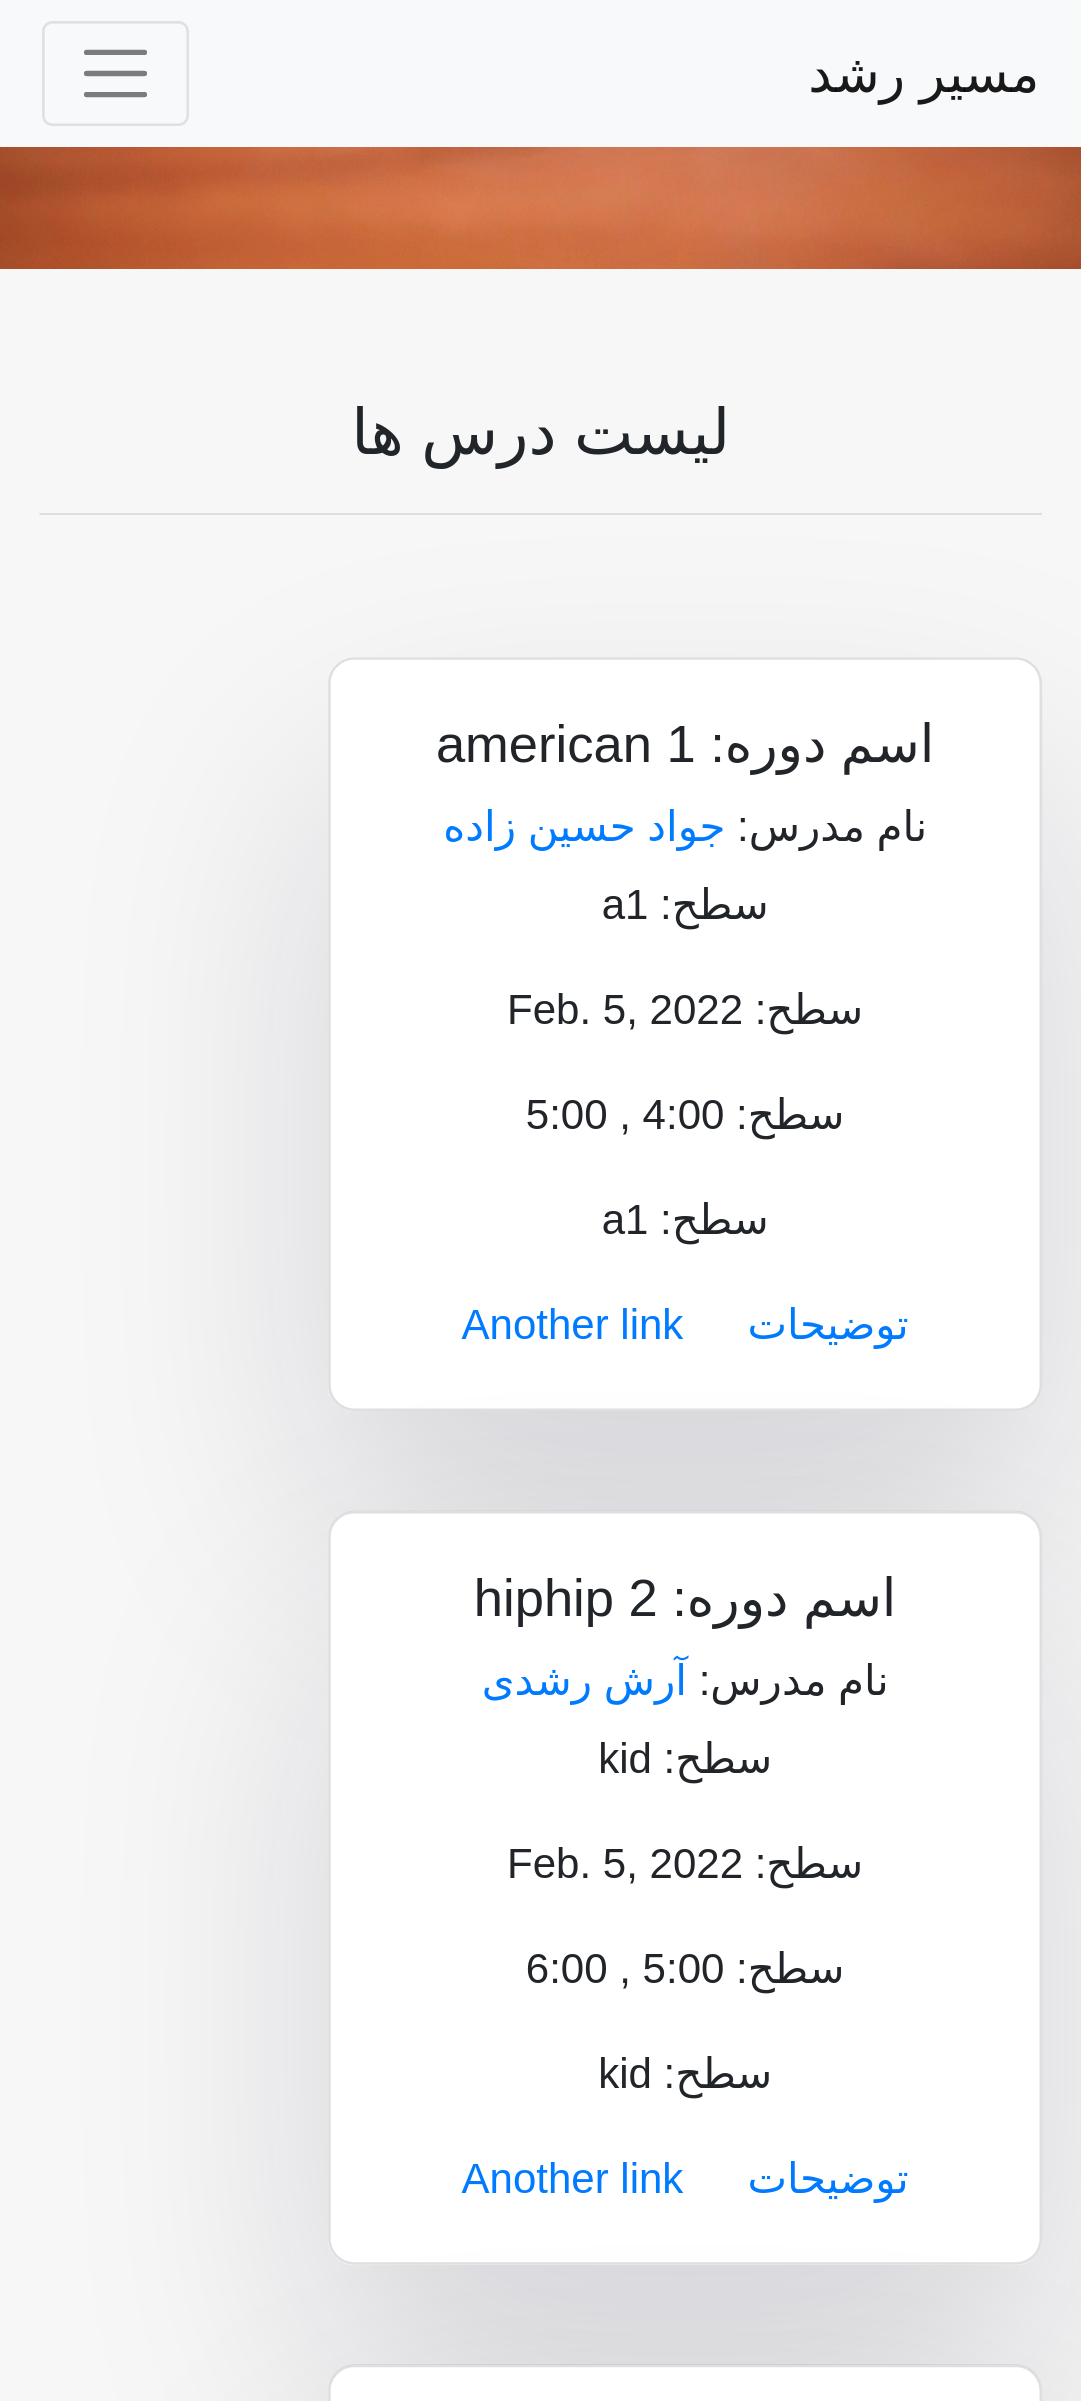 مسیر رشد
لیست درس ها
اسم دوره: american 1
نام مدرس: جواد حسین زاده
سطح: a1
سطح: Feb. 5, 2022
سطح: 4:00 , 5:00
سطح: a1
توضیحات Another link
اسم دوره: hiphip 2
نام مدرس: آرش رشدی
سطح: kid
سطح: Feb. 5, 2022
سطح: 5:00 , 6:00
سطح: kid
توضیحات Another link